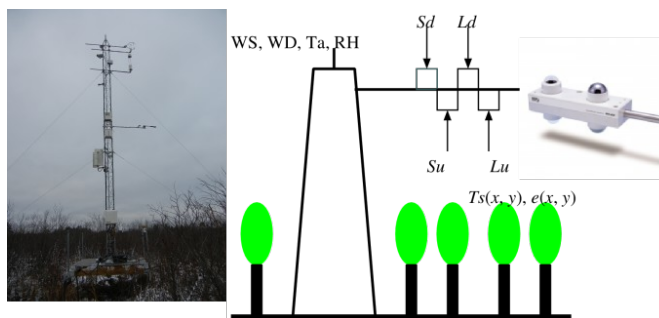 WS, WD, Ta, RH
Sd
Ld
Su
Lu
Ts(x, y), e(x, y)